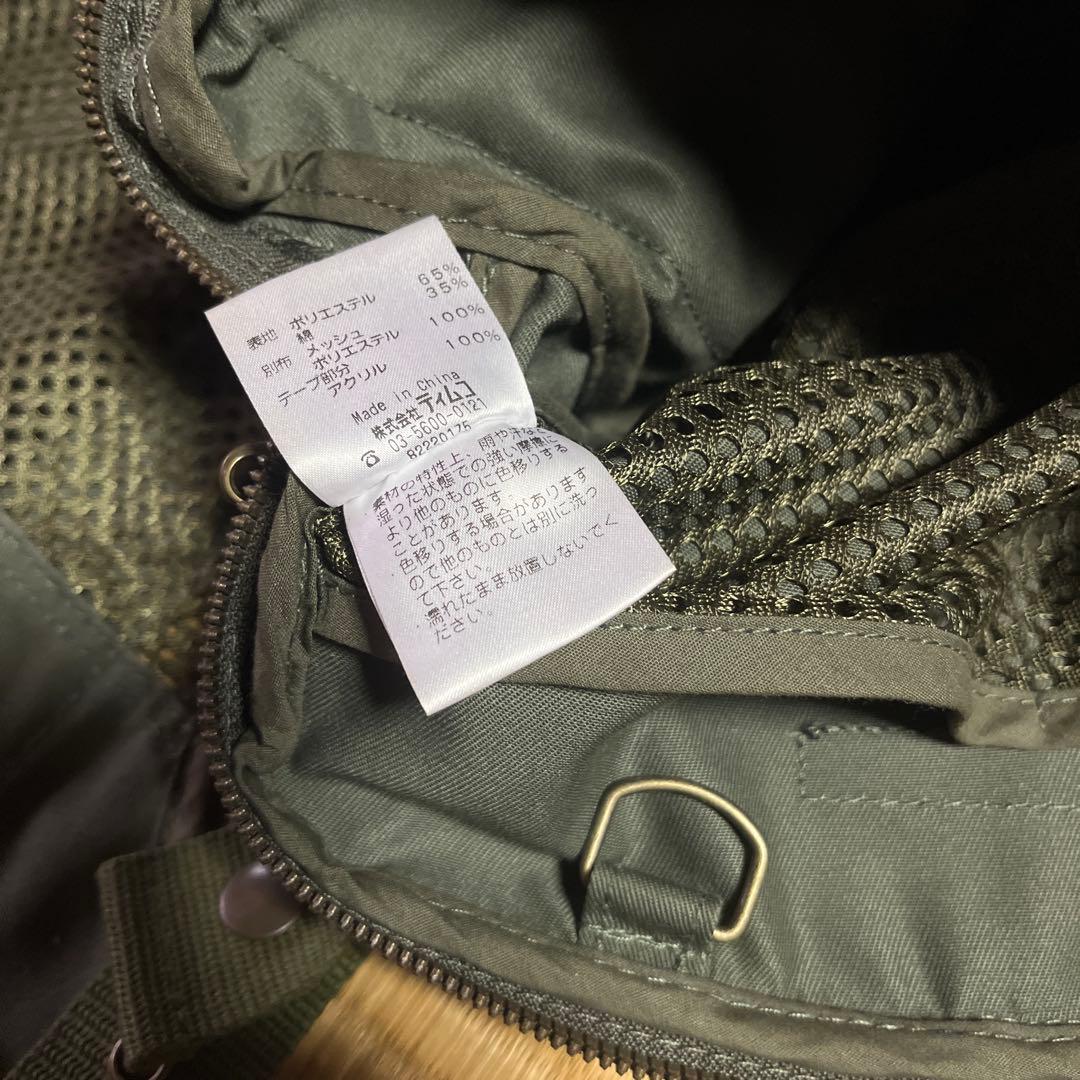 表地 ポリエステル 65%
綿 35%
別布 メッシュ
ポリエステル 100%
テープ部分
アクリル 100%
Made in China
株式会社 ティムコ
☎ 03-5600-0121
82220175
素材の特性上、雨や汗など
湿った状態での強い摩擦に
より他のものに色移りする
ことがあります。
・色移りする場合があります
ので他のものとは別に洗っ
て下さい。
・濡れたまま放置しないでく
ださい。